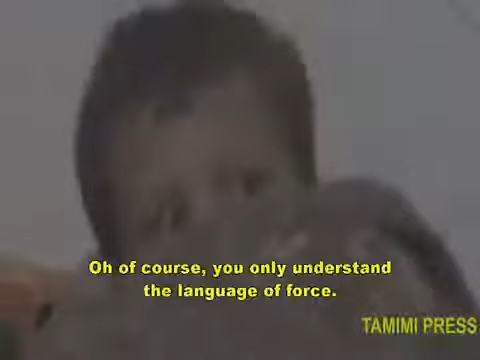 Oh of course, you only understand
the language of force.
TAMIMI PRESS